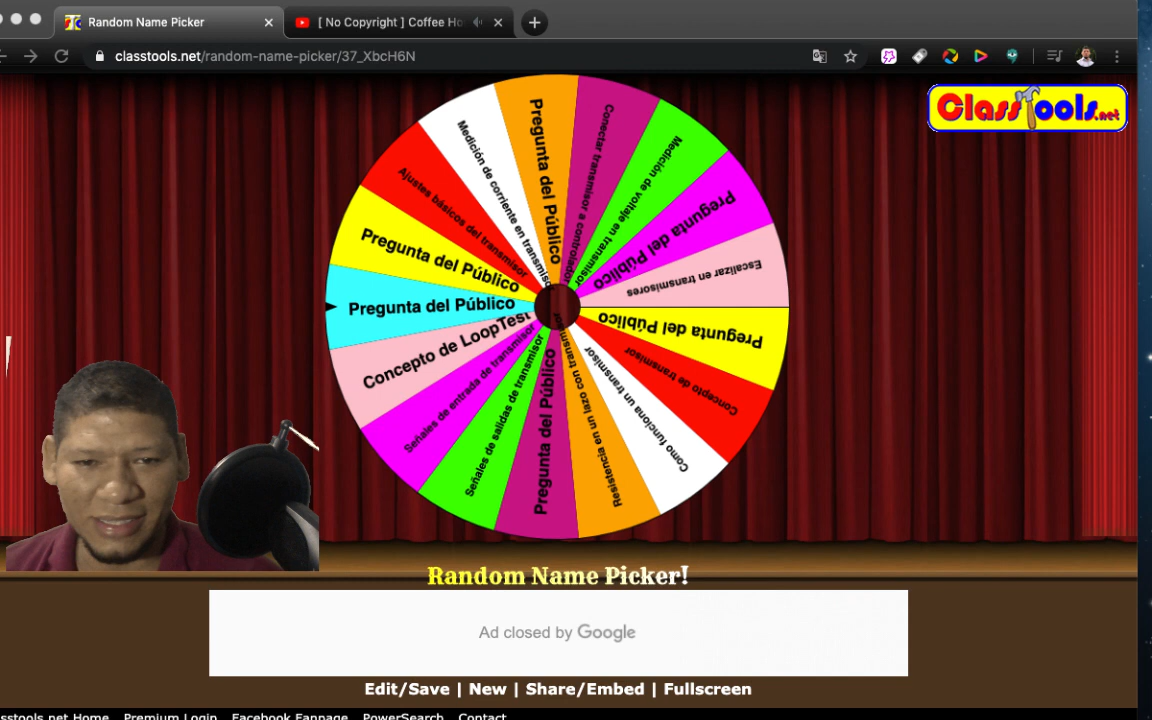 Random Name Picker
[ No Copyright ] Coffee Ho
classtools.net/random-name-picker/37_XbcH6N
ClassTools.net
Pregunta del Público
Conectar transmisor a controlador
Medición de voltaje en transmisor
Pregunta del Público
Escalizar en transmisores
Pregunta del Público
Concepto de transmisor
Como funciona un transmisor
Resistencia en un lazo con transmisor
Pregunta del Público
Señales de salidas de transmisor
Señales de entrada de transmisor
Concepto de LoopTest
Pregunta del Público
Pregunta del Público
Ajustes básicos del transmisor
Medición de corriente en transmisor
Random Name Picker!
Ad closed by Google
Edit/Save | New | Share/Embed | Fullscreen
sstools.net Home Premium Login Facebook Fanpage PowerSearch Contact